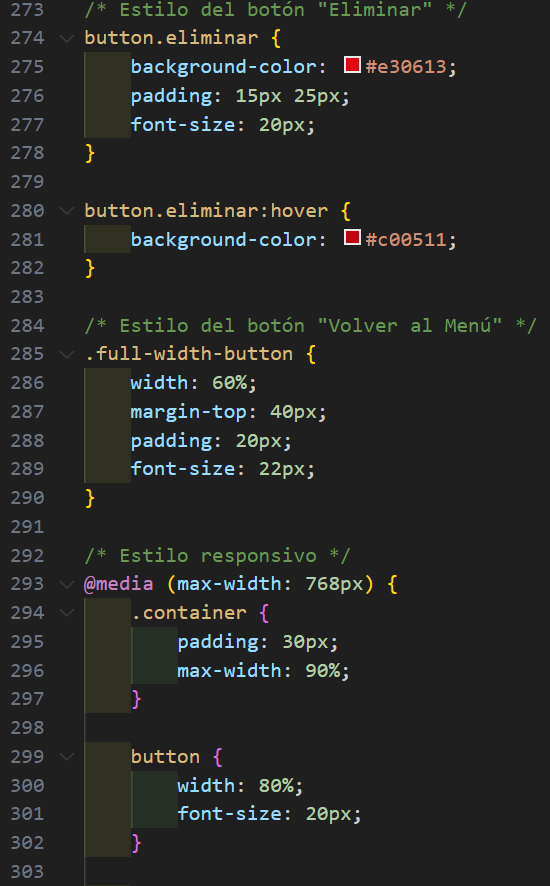 273 /* Estilo del botón "Eliminar" */
274 button.eliminar {
275     background-color: #e30613;
276     padding: 15px 25px;
277     font-size: 20px;
278 }
279
280 button.eliminar:hover {
281     background-color: #c00511;
282 }
283
284 /* Estilo del botón "Volver al Menú" */
285 .full-width-button {
286     width: 60%;
287     margin-top: 40px;
288     padding: 20px;
289     font-size: 22px;
290 }
291
292 /* Estilo responsivo */
293 @media (max-width: 768px) {
294     .container {
295         padding: 30px;
296         max-width: 90%;
297     }
298
299     button {
300         width: 80%;
301         font-size: 20px;
302     }
303